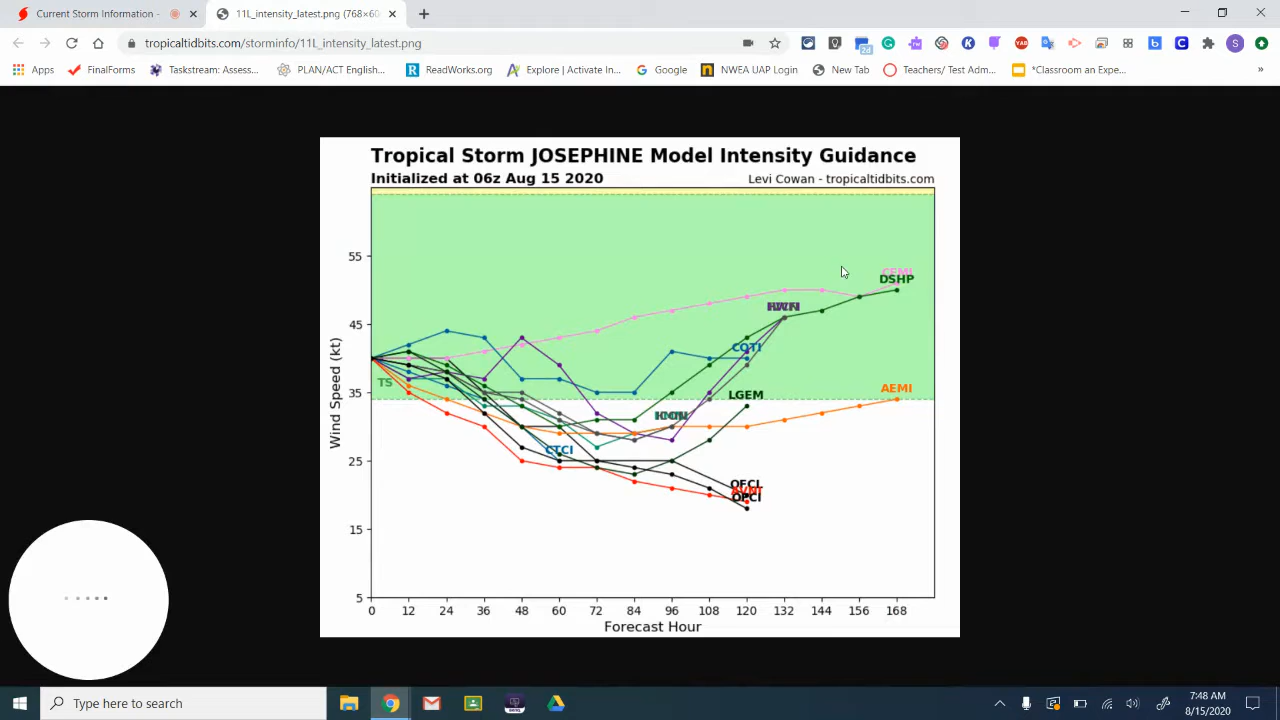 Current Storm Information -
11L_intensity_latest.png (768×6
tropicaltidbits.com/storminfo/11L_intensity_latest.png
2d
S
Apps
FinalForms
Taskstream: Assess...
PLAN: ACT English...
ReadWorks.org
Explore | Activate In...
Google
NWEA UAP Login
New Tab
Teachers/ Test Adm...
*Classroom an Expe...
»
Tropical Storm JOSEPHINE Model Intensity Guidance
Initialized at 06z Aug 15 2020
Levi Cowan - tropicaltidbits.com
55
CEMI
DSHP
45
COTI
TS
35
AEMI
LGEM
CTCI
25
OFCL
AVNI
15
5
0 12 24 36 48 60 72 84 96 108 120 132 144 156 168
Wind Speed (kt)
Forecast Hour
Type here to search
7:48 AM
8/15/2020